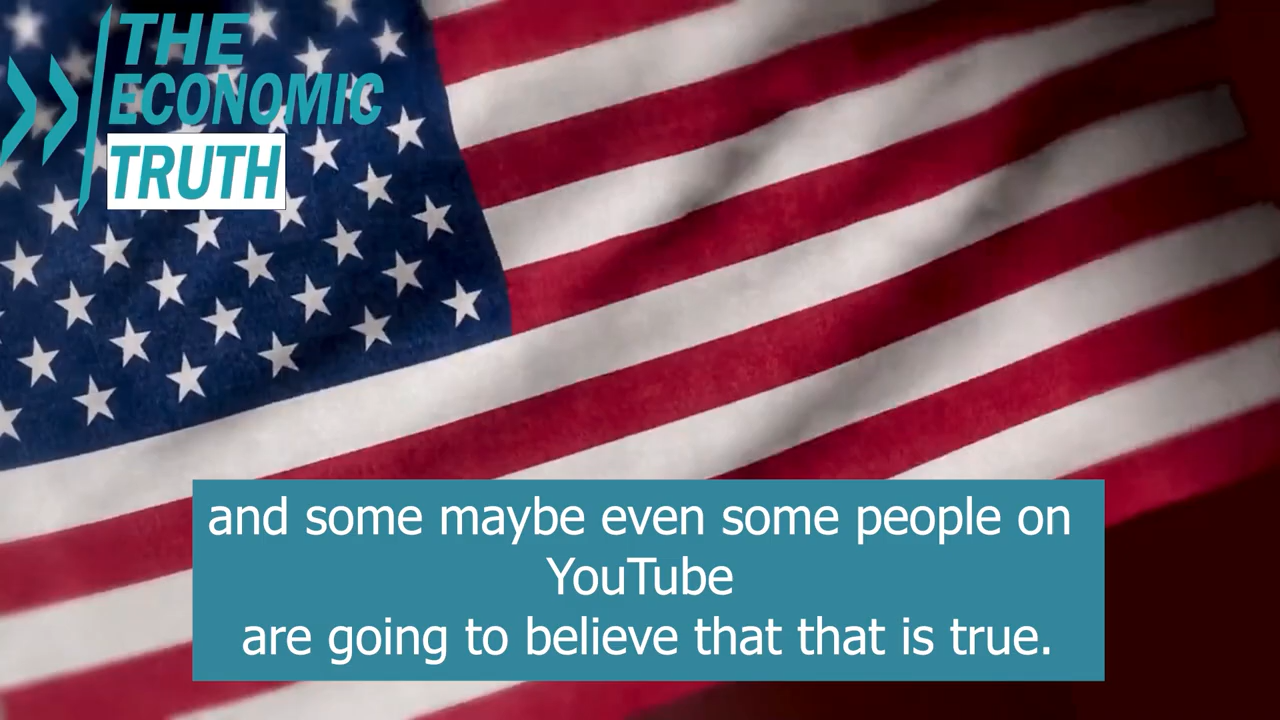 THE
ECONOMIC
TRUTH
and some maybe even some people on
YouTube
are going to believe that that is true.